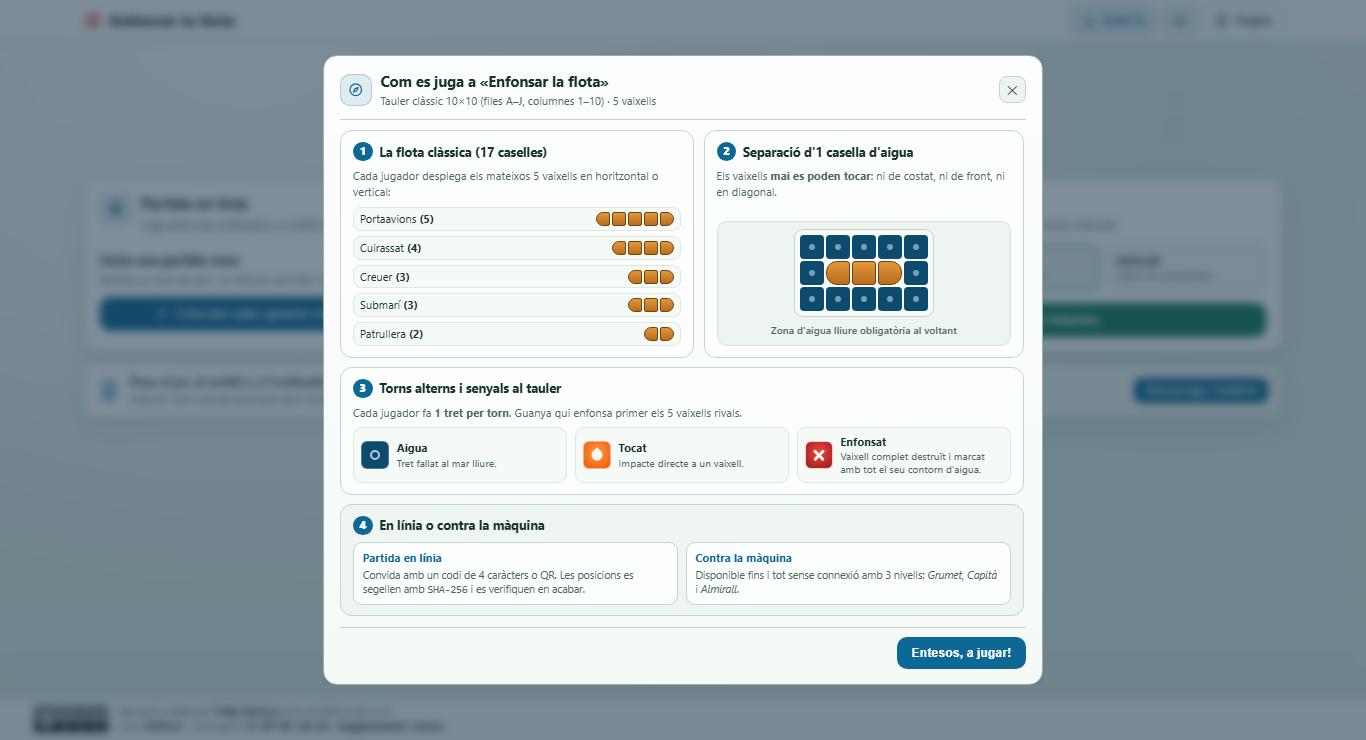 Enfonsar la flota
Partida en línia
Com es juga a «Enfonsar la flota»
Tauler clàssic 10×10 (files A–J, columnes 1–10) · 5 vaixells
1 La flota clàssica (17 caselles)
Cada jugador desplega els mateixos 5 vaixells en horitzontal o
vertical:
Portaavions (5)
Cuirassat (4)
Creuer (3)
Submarí (3)
Patrullera (2)
2 Separació d'1 casella d'aigua
Els vaixells mai es poden tocar: ni de costat, ni de front, ni
en diagonal.
Zona d'aigua lliure obligatòria al voltant
3 Torns alterns i senyals al tauler
Cada jugador fa 1 tret per torn. Guanya qui enfonsa primer els 5 vaixells rivals.
Aigua
Tret fallat al mar lliure.
Tocat
Impacte directe a un vaixell.
Enfonsat
Vaixell complet destruït i marcat
amb tot el seu contorn d'aigua.
4 En línia o contra la màquina
Partida en línia
Convida amb un codi de 4 caràcters o QR. Les posicions es
segellen amb SHA-256 i es verifiquen en acabar.
Contra la màquina
Disponible fins i tot sense connexió amb 3 nivells: Grumet, Capità
i Almirall.
Entesos, a jugar!